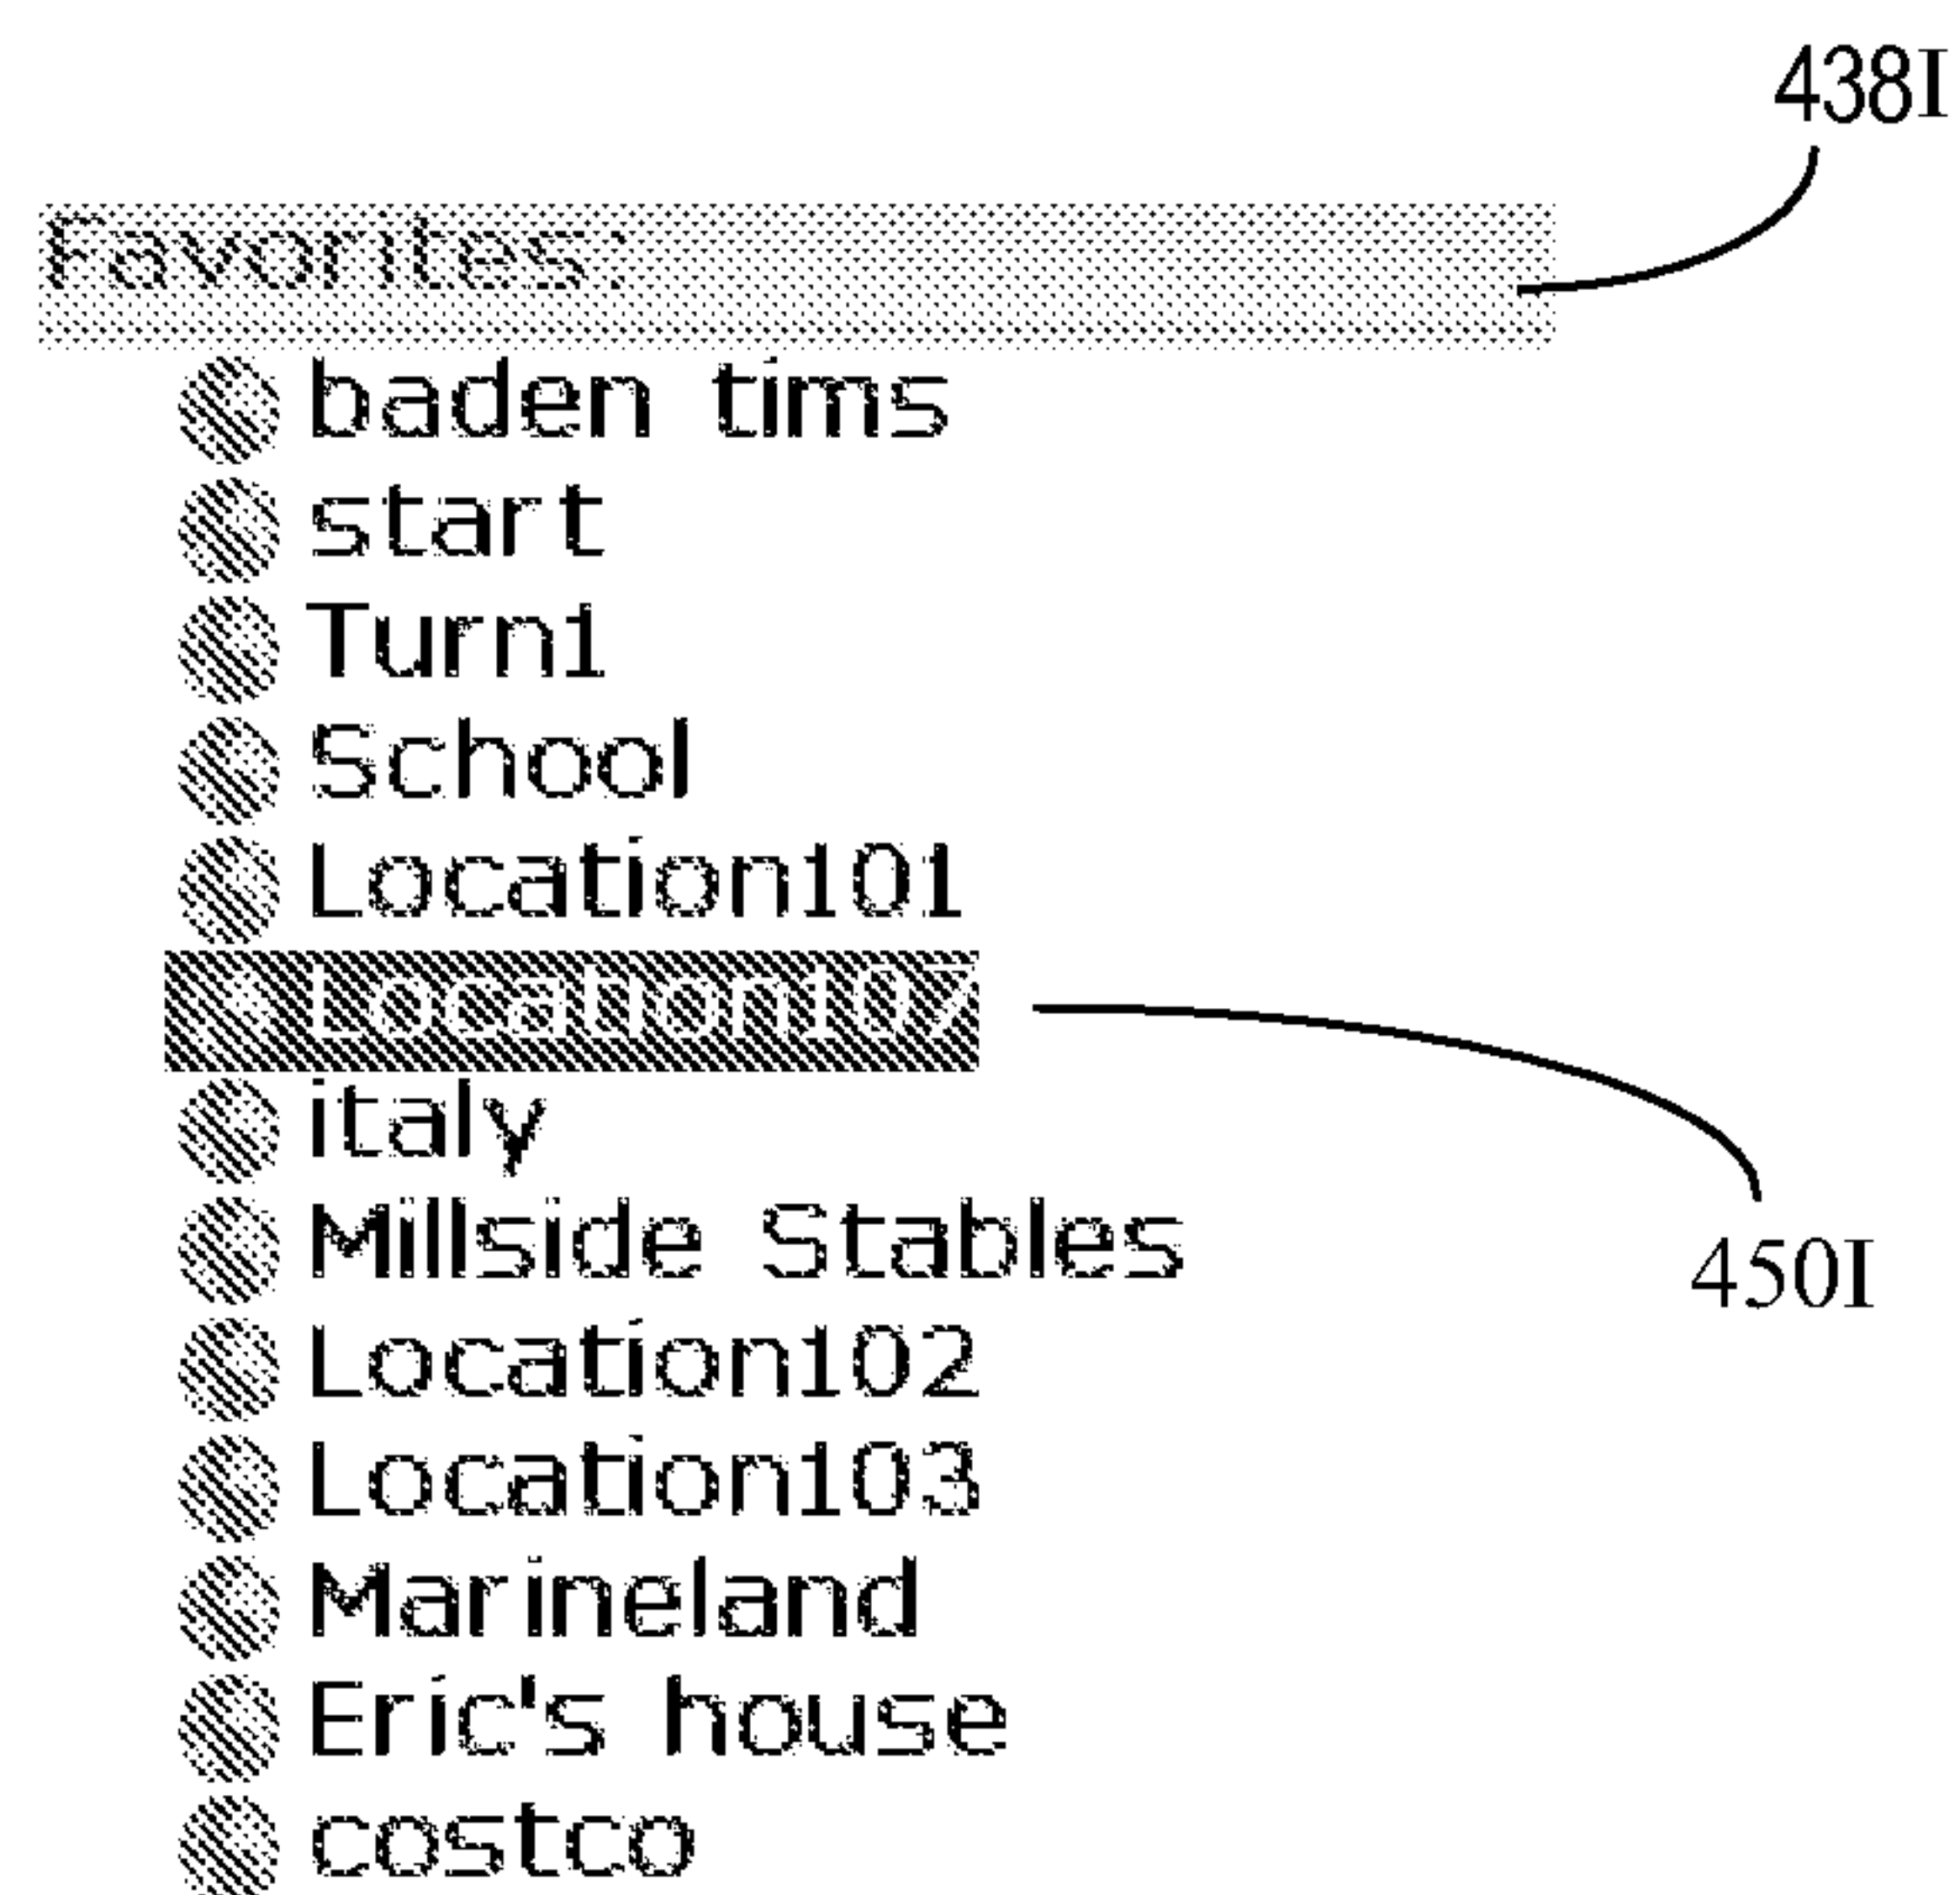 438I
Favorites:
baden tims
start
Turn1
School
Location101
Location107
italy
Millside Stables
450I
Location102
Location103
Marineland
Eric's house
costco